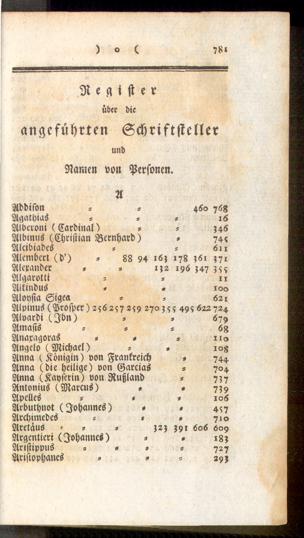 ) o ( 781
Register
über die
angeführten Schriftsteller
und
Namen von Personen.
A
Addison = = 460 768
Agathias = = = 16
Alberoni (Cardinal) = = 346
Albinus (Christian Bernhard) = 745
Alcibiades = = = 611
Alembert (d') = 88 94 163 178 361 371
Alexander = = 132 196 347 355
Algarotti = = = 11
Alkindus = = = 100
Aloysia Sigea = = 621
Alpinus (Prosper) 256 257 259 270 355 495 622 724
Alvardi (Ibn) = = 679
Amasis = = = 68
Anaxagoras = = = 110
Angelo (Michael) = = 108
Anna (Königin) von Frankreich = 744
Anna (die heilige) von Garcias = 704
Anna (Kayserin) von Rußland = 737
Antonius (Marcus) = = 739
Apelles = = = 106
Arbuthnot (Johannes) = = 457
Archimedes = = = 710
Aretäus = = 323 391 606 609
Argentieri (Johannes) = = 183
Aristippus = = = 727
Aristophanes = = = 293